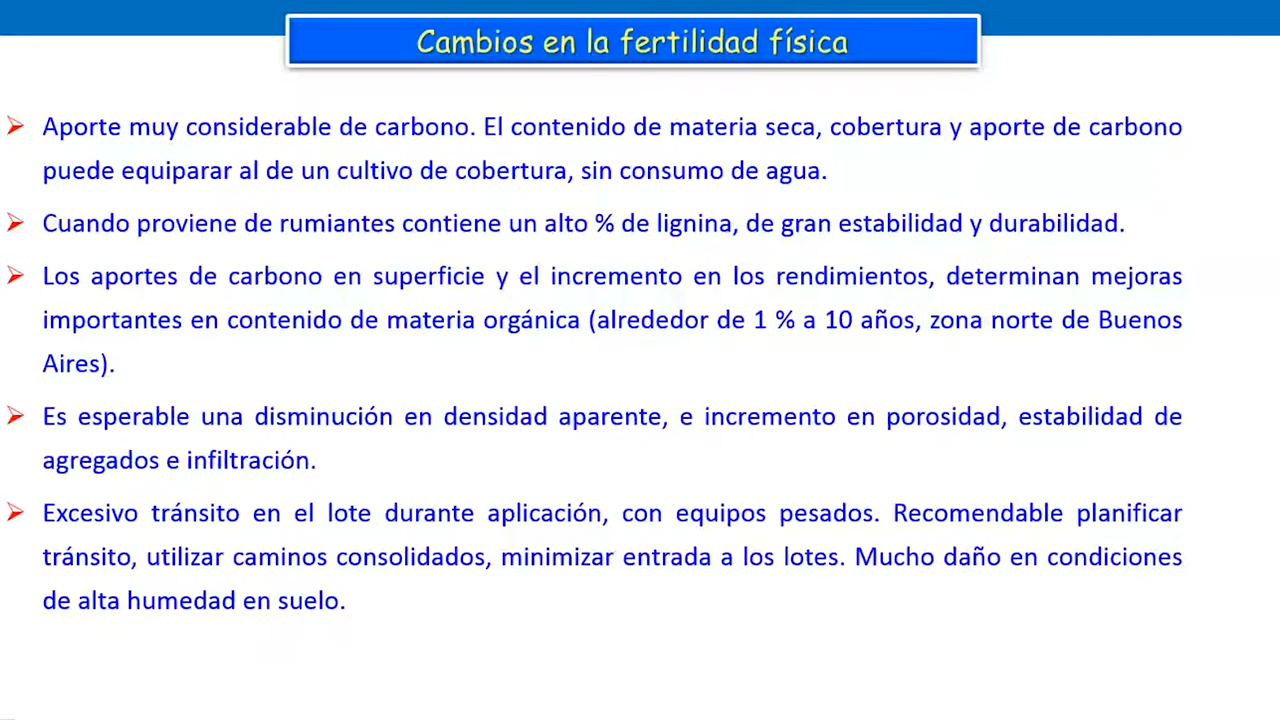 Cambios en la fertilidad física
Aporte muy considerable de carbono. El contenido de materia seca, cobertura y aporte de carbono
puede equiparar al de un cultivo de cobertura, sin consumo de agua.
Cuando proviene de rumiantes contiene un alto % de lignina, de gran estabilidad y durabilidad.
Los aportes de carbono en superficie y el incremento en los rendimientos, determinan mejoras
importantes en contenido de materia orgánica (alrededor de 1 % a 10 años, zona norte de Buenos
Aires).
Es esperable una disminución en densidad aparente, e incremento en porosidad, estabilidad de
agregados e infiltración.
Excesivo tránsito en el lote durante aplicación, con equipos pesados. Recomendable planificar
tránsito, utilizar caminos consolidados, minimizar entrada a los lotes. Mucho daño en condiciones
de alta humedad en suelo.